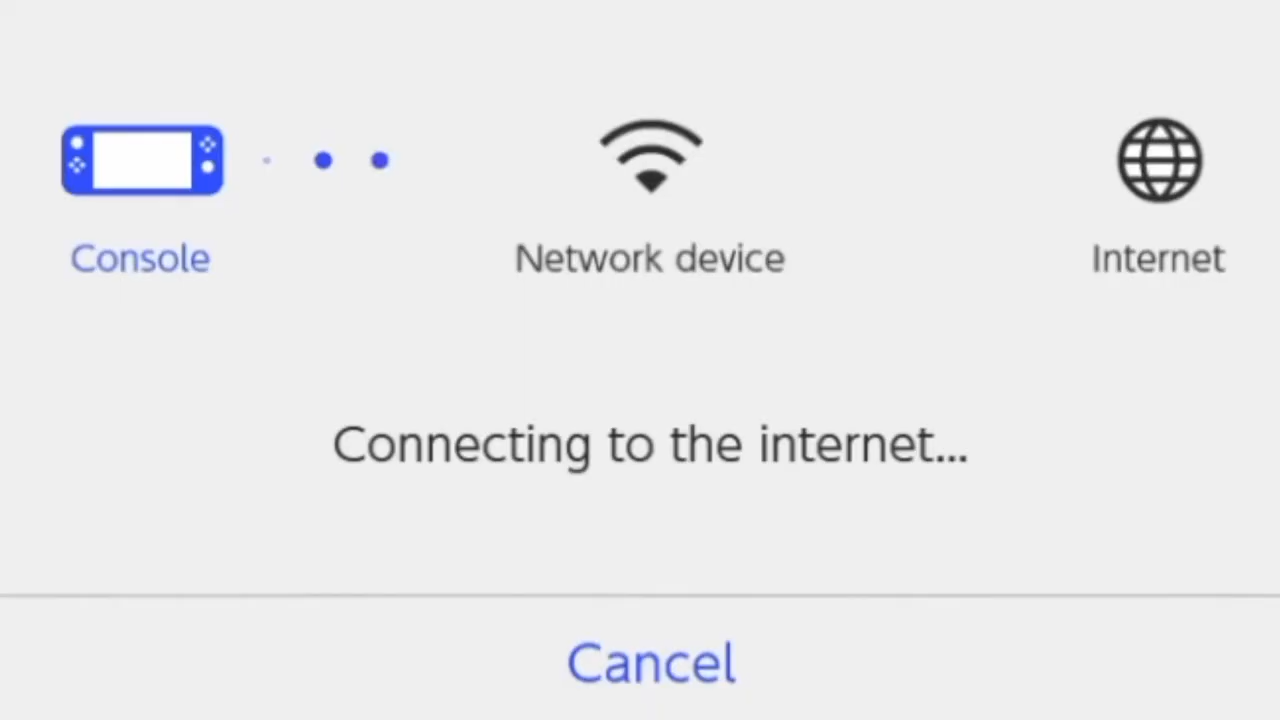 Console
Network device
Internet
Connecting to the internet...
Cancel